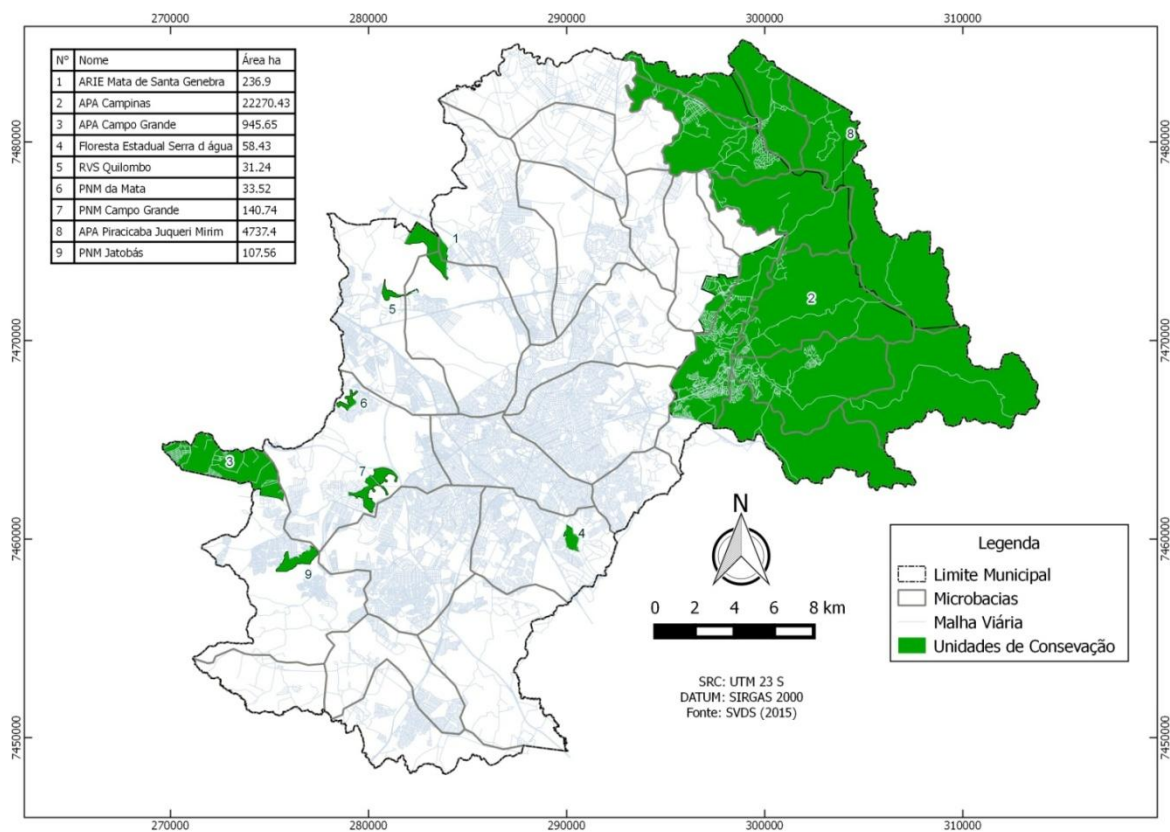 270000 280000 290000 300000 310000
Nº Nome Área ha
1 ARIE Mata de Santa Genebra 236.9
2 APA Campinas 22270.43
3 APA Campo Grande 945.65
4 Floresta Estadual Serra d água 58.43
5 RVS Quilombo 31.24
6 PNM da Mata 33.52
7 PNM Campo Grande 140.74
8 APA Piracicaba Juqueri Mirim 4737.4
9 PNM Jatobás 107.56
7480000
7480000
8
1
5
2
7470000
7470000
6
3
7
4
9
7460000
7460000
N
0 2 4 6 8 km
SRC: UTM 23 S
DATUM: SIRGAS 2000
Fonte: SVDS (2015)
Legenda
Limite Municipal
Microbacias
Malha Viária
Unidades de Consevação
7450000
7450000
270000 280000 290000 300000 310000